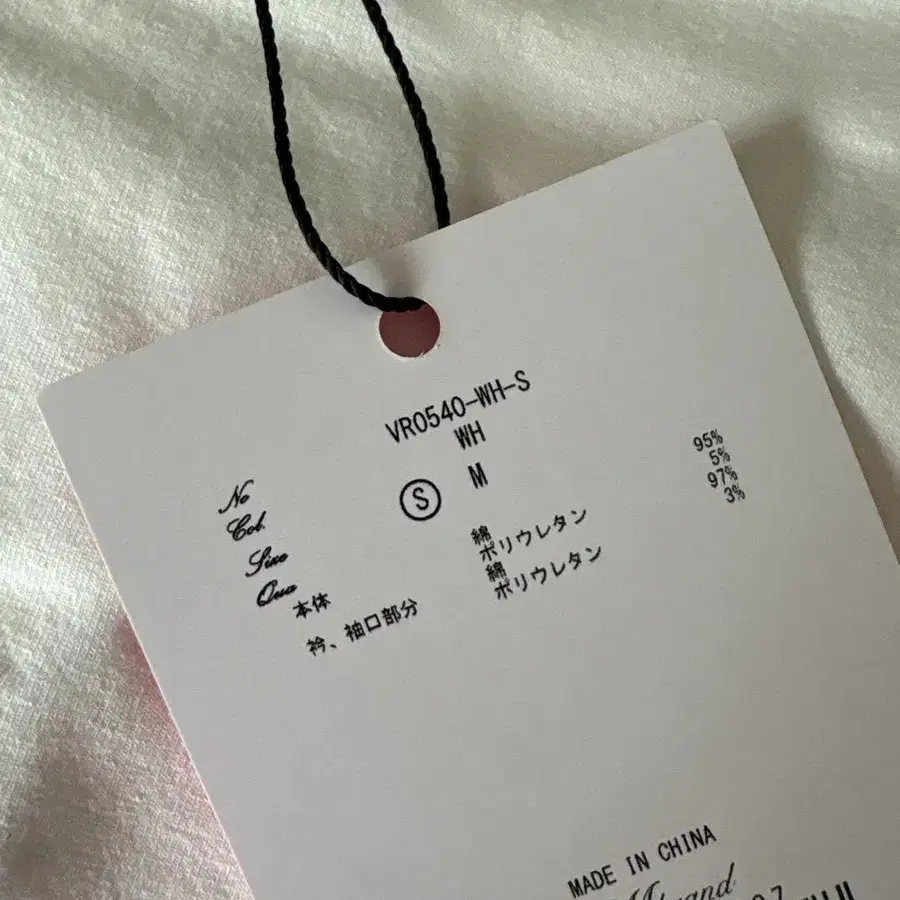 No VR0540-WH-S
Col. WH
Size Ⓢ M
Qua 本体 綿 95%
ポリウレタン 5%
衿、袖口部分 綿 97%
ポリウレタン 3%
MADE IN CHINA